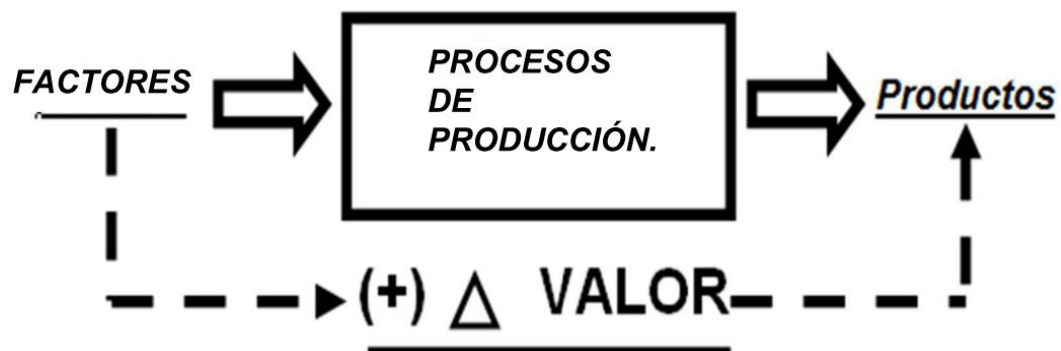 FACTORES
PROCESOS
DE
PRODUCCIÓN.
Productos
(+) △ VALOR